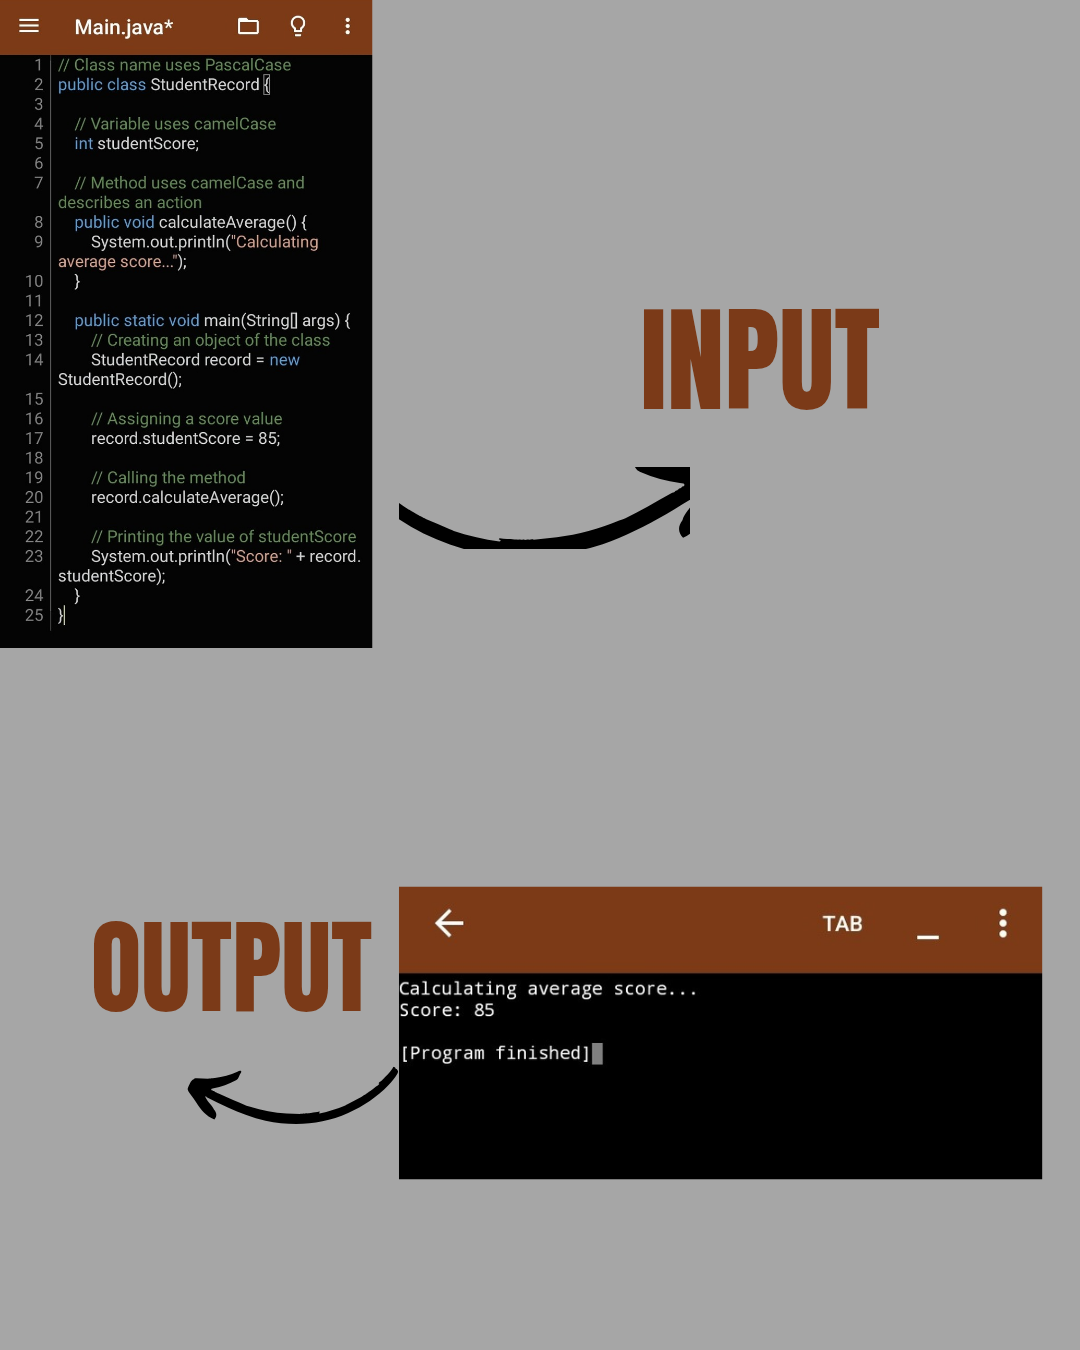 Main.java*
1 // Class name uses PascalCase
2 public class StudentRecord {
3
4 // Variable uses camelCase
5 int studentScore;
6
7 // Method uses camelCase and
describes an action
8 public void calculateAverage() {
9 System.out.println("Calculating
average score...");
10 }
11
12 public static void main(String[] args) {
13 // Creating an object of the class
14 StudentRecord record = new
StudentRecord();
15
16 // Assigning a score value
17 record.studentScore = 85;
18
19 // Calling the method
20 record.calculateAverage();
21
22 // Printing the value of studentScore
23 System.out.println("Score: " + record.
studentScore);
24 }
25 }
INPUT
OUTPUT
TAB
Calculating average score...
Score: 85
[Program finished]